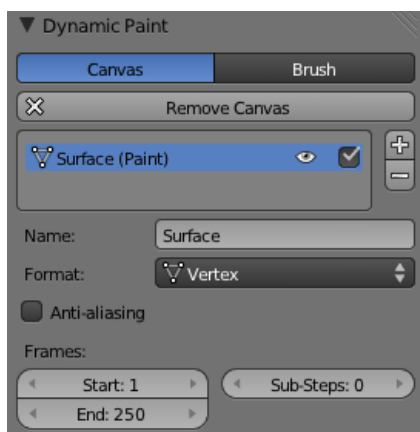 Dynamic Paint
Canvas Brush
Remove Canvas
Surface (Paint)
Name: Surface
Format: Vertex
Anti-aliasing
Frames:
Start: 1 Sub-Steps: 0
End: 250